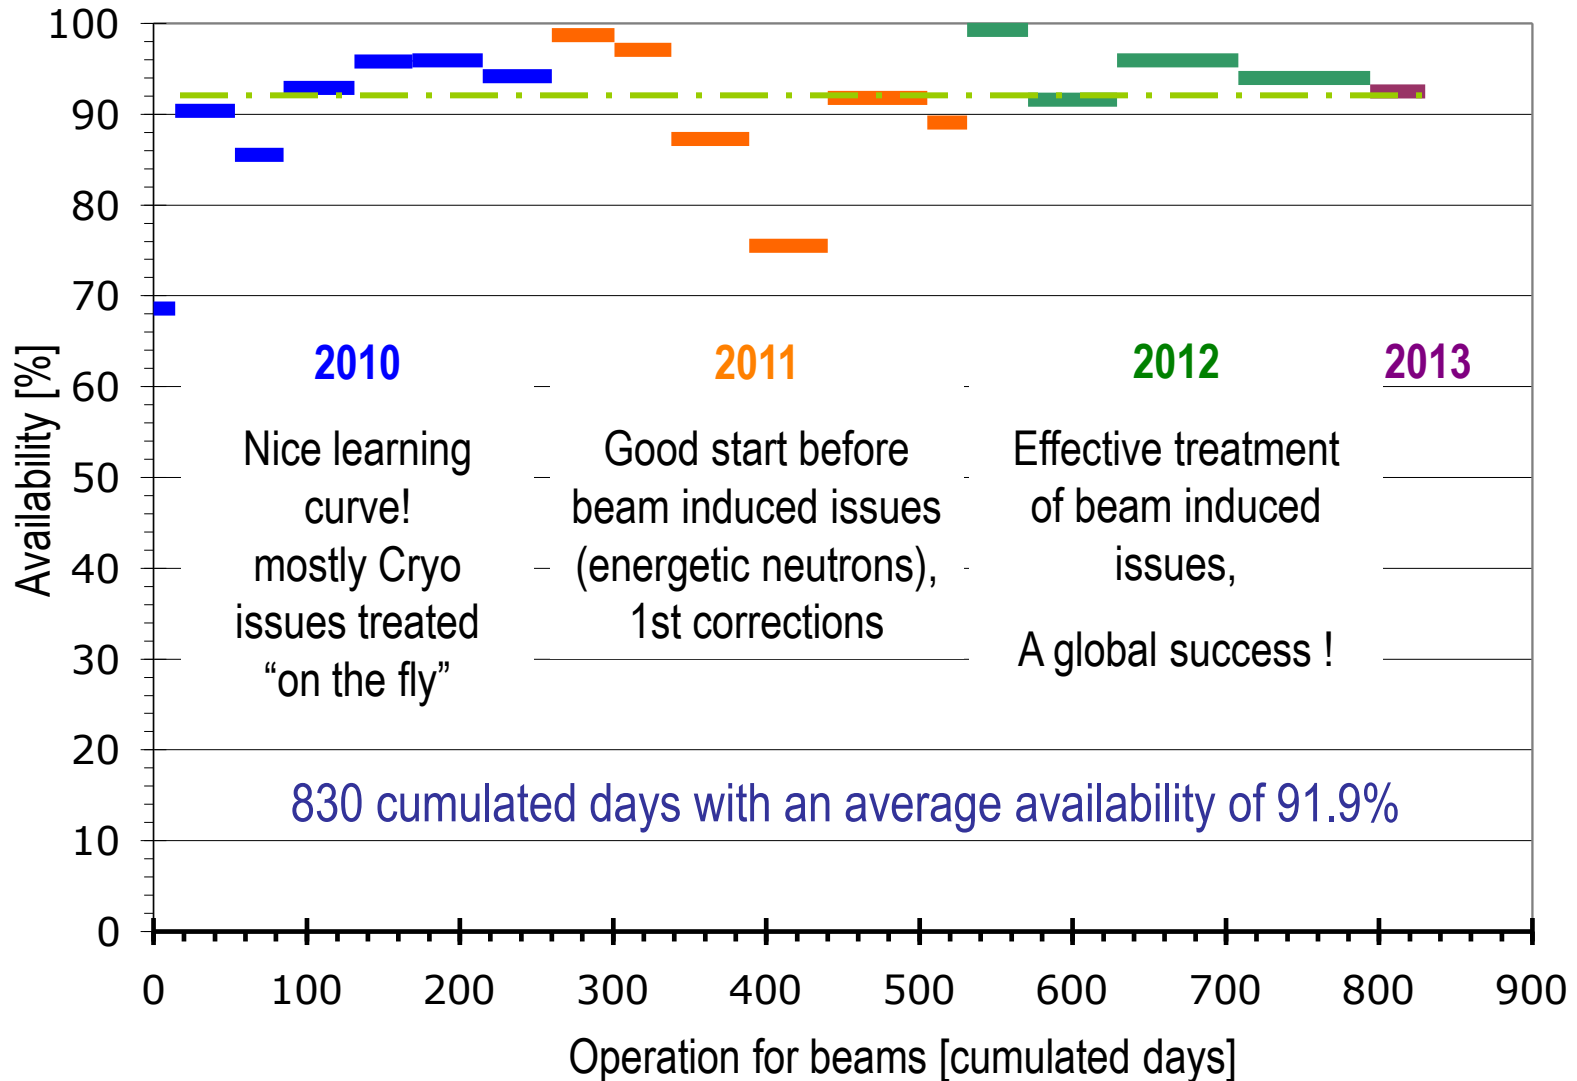 100
90
80
70
60
50
40
30
20
10
0
Availability [%]
2010
Nice learning
curve!
mostly Cryo
issues treated
“on the fly”
2011
Good start before
beam induced issues
(energetic neutrons),
1st corrections
2012
Effective treatment
of beam induced
issues,
A global success !
2013
830 cumulated days with an average availability of 91.9%
0 100 200 300 400 500 600 700 800 900
Operation for beams [cumulated days]